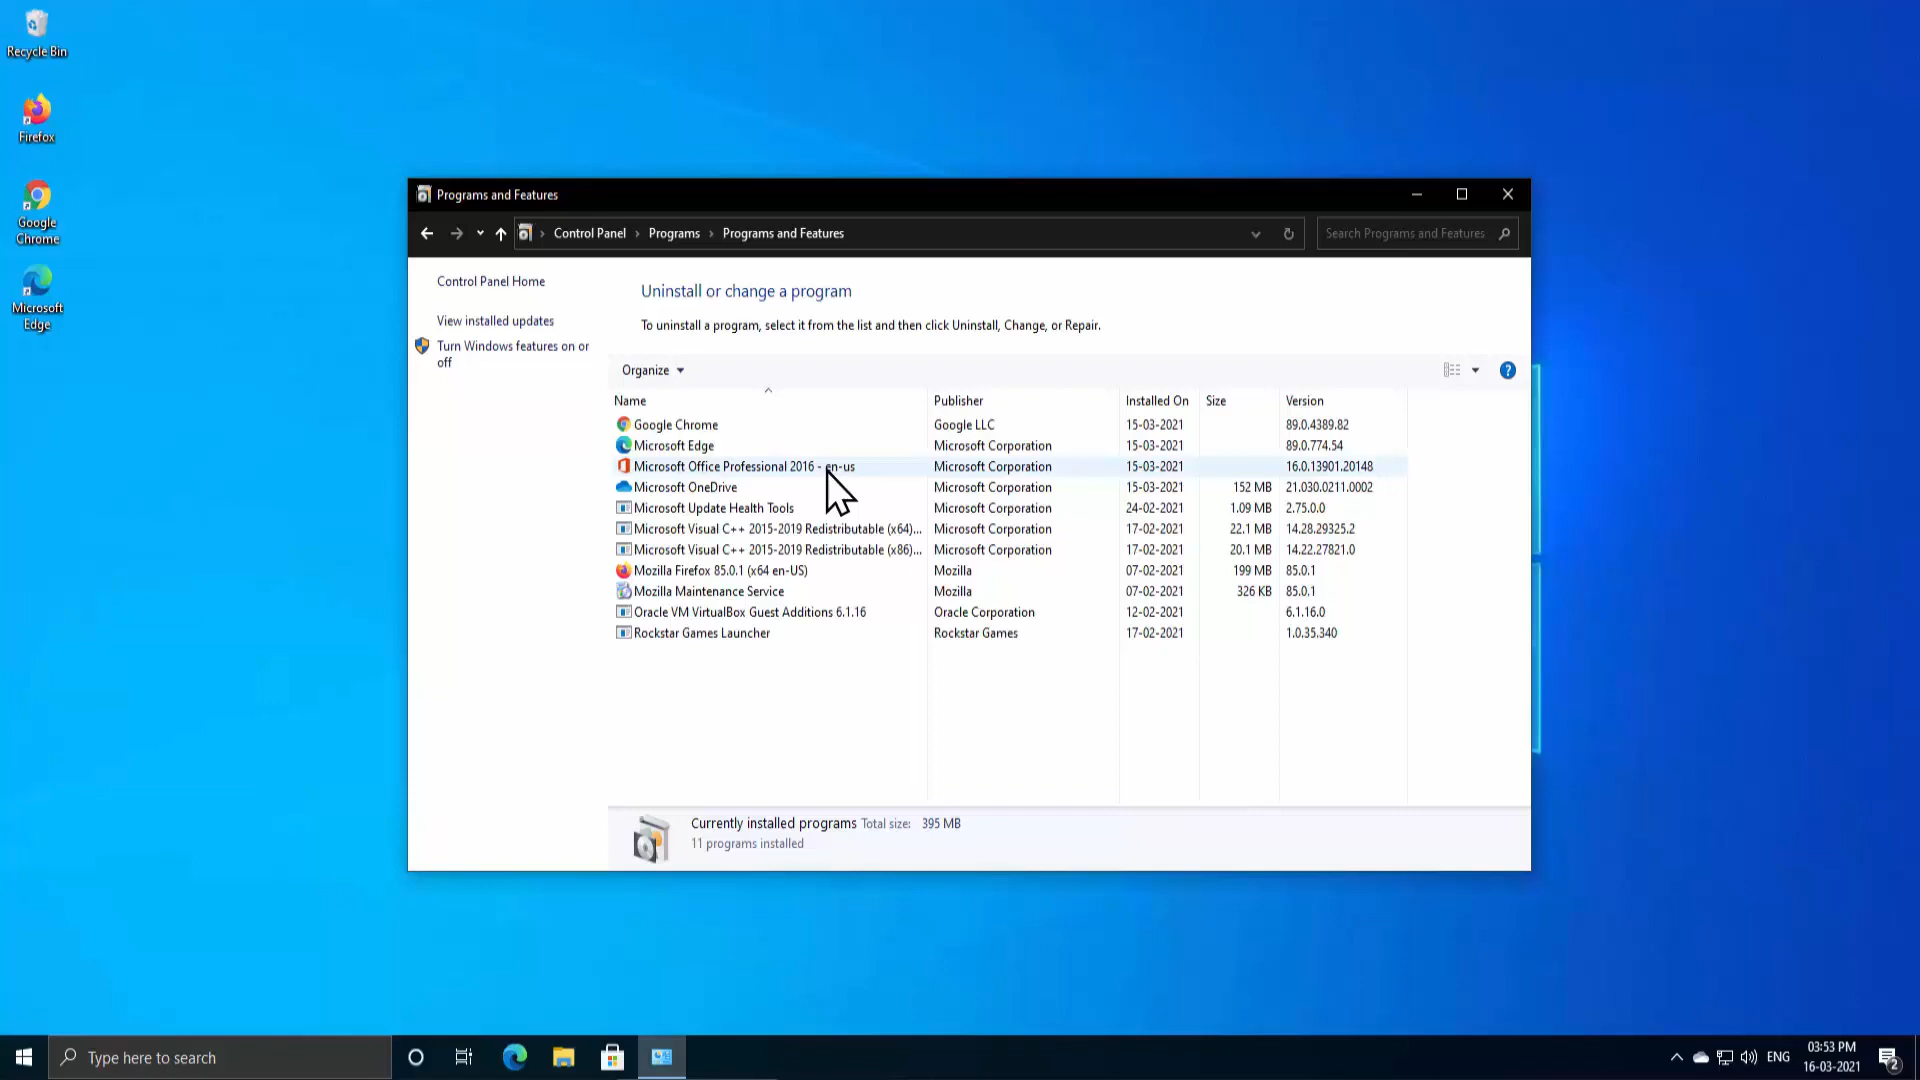 Recycle Bin
Firefox
Google
Chrome
Microsoft
Edge
Programs and Features
Control Panel > Programs > Programs and Features
Search Programs and Features
Control Panel Home
View installed updates
Turn Windows features on or
off
Uninstall or change a program
To uninstall a program, select it from the list and then click Uninstall, Change, or Repair.
Organize
Name Publisher Installed On Size Version
Google Chrome Google LLC 15-03-2021 89.0.4389.82
Microsoft Edge Microsoft Corporation 15-03-2021 89.0.774.54
Microsoft Office Professional 2016 - en-us Microsoft Corporation 15-03-2021 16.0.13901.20148
Microsoft OneDrive Microsoft Corporation 15-03-2021 152 MB 21.030.0211.0002
Microsoft Update Health Tools Microsoft Corporation 24-02-2021 1.09 MB 2.75.0.0
Microsoft Visual C++ 2015-2019 Redistributable (x64)... Microsoft Corporation 17-02-2021 22.1 MB 14.28.29325.2
Microsoft Visual C++ 2015-2019 Redistributable (x86)... Microsoft Corporation 17-02-2021 20.1 MB 14.22.27821.0
Mozilla Firefox 85.0.1 (x64 en-US) Mozilla 07-02-2021 199 MB 85.0.1
Mozilla Maintenance Service Mozilla 07-02-2021 326 KB 85.0.1
Oracle VM VirtualBox Guest Additions 6.1.16 Oracle Corporation 12-02-2021 6.1.16.0
Rockstar Games Launcher Rockstar Games 17-02-2021 1.0.35.340
Currently installed programs Total size: 395 MB
11 programs installed
Type here to search
ENG
03:53 PM
16-03-2021
2